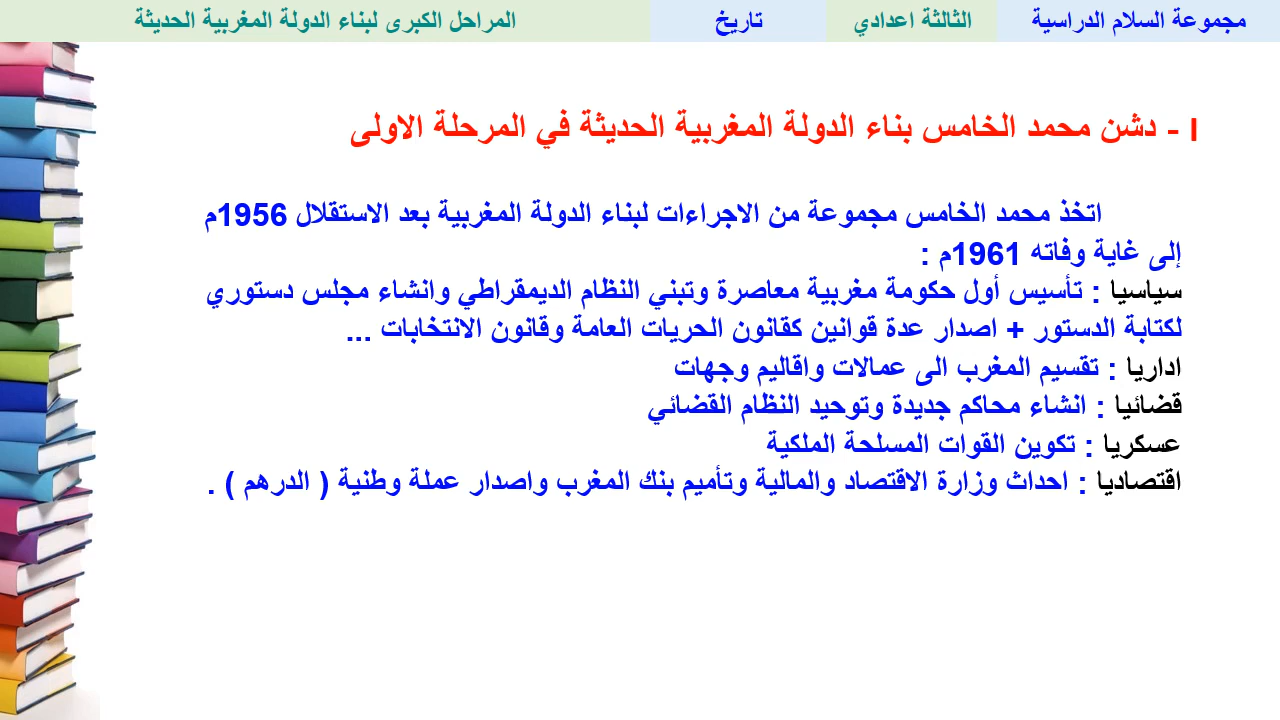 مجموعة السلام الدراسية
الثالثة اعدادي
تاريخ
المراحل الكبرى لبناء الدولة المغربية الحديثة
I - دشن محمد الخامس بناء الدولة المغربية الحديثة في المرحلة الاولى
اتخذ محمد الخامس مجموعة من الاجراءات لبناء الدولة المغربية بعد الاستقلال 1956م
إلى غاية وفاته 1961م :
سياسيا : تأسيس أول حكومة مغربية معاصرة وتبني النظام الديمقراطي وانشاء مجلس دستوري
لكتابة الدستور + اصدار عدة قوانين كقانون الحريات العامة وقانون الانتخابات ...
اداريا : تقسيم المغرب الى عمالات واقاليم وجهات
قضائيا : انشاء محاكم جديدة وتوحيد النظام القضائي
عسكريا : تكوين القوات المسلحة الملكية
اقتصاديا : احداث وزارة الاقتصاد والمالية وتأميم بنك المغرب واصدار عملة وطنية ( الدرهم ) .